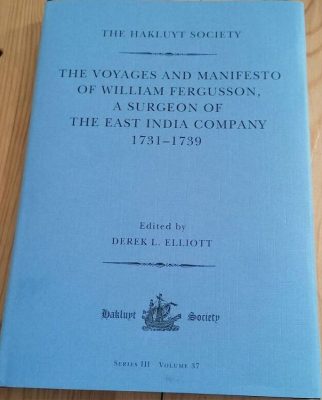 THE HAKLUYT SOCIETY
THE VOYAGES AND MANIFESTO
OF WILLIAM FERGUSSON,
A SURGEON OF
THE EAST INDIA COMPANY
1731–1739
Edited by
DEREK L. ELLIOTT
Hakluyt Society
SERIES III VOLUME 37